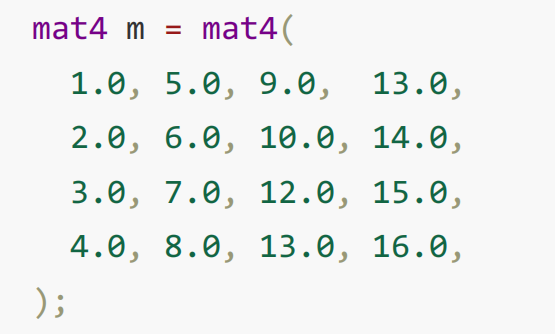 mat4 m = mat4(
1.0, 5.0, 9.0, 13.0,
2.0, 6.0, 10.0, 14.0,
3.0, 7.0, 12.0, 15.0,
4.0, 8.0, 13.0, 16.0,
);